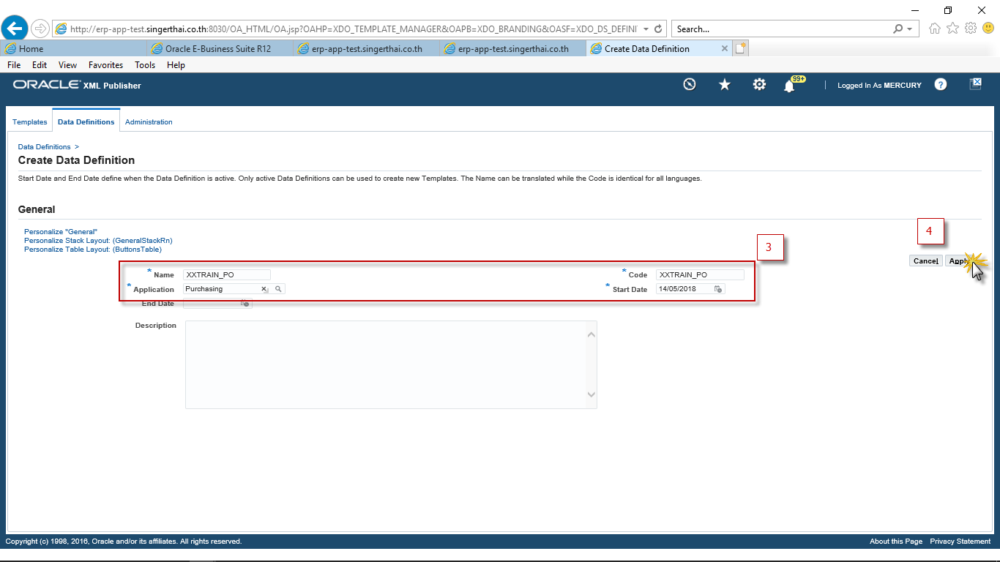 http://erp-app-test.singerthai.co.th:8030/OA_HTML/OA.jsp?OAHP=XDO_TEMPLATE_MANAGER&OAPB=XDO_BRANDING&OASF=XDO_DS_DEFINI
Search...
Home
Oracle E-Business Suite R12
erp-app-test.singerthai.co.th
erp-app-test.singerthai.co.th
Create Data Definition
File Edit View Favorites Tools Help
ORACLE XML Publisher
99+
Logged In As MERCURY
?
Templates
Data Definitions
Administration
Data Definitions >
Create Data Definition
Start Date and End Date define when the Data Definition is active. Only active Data Definitions can be used to create new Templates. The Name can be translated while the Code is identical for all languages.
General
Personalize "General"
Personalize Stack Layout: (GeneralStackRn)
Personalize Table Layout: (ButtonsTable)
3
4
Cancel
Apply
* Name XXTRAIN_PO
* Code XXTRAIN_PO
* Application Purchasing
* Start Date 14/05/2018
End Date
Description
Copyright (c) 1998, 2016, Oracle and/or its affiliates. All rights reserved.
About this Page Privacy Statement